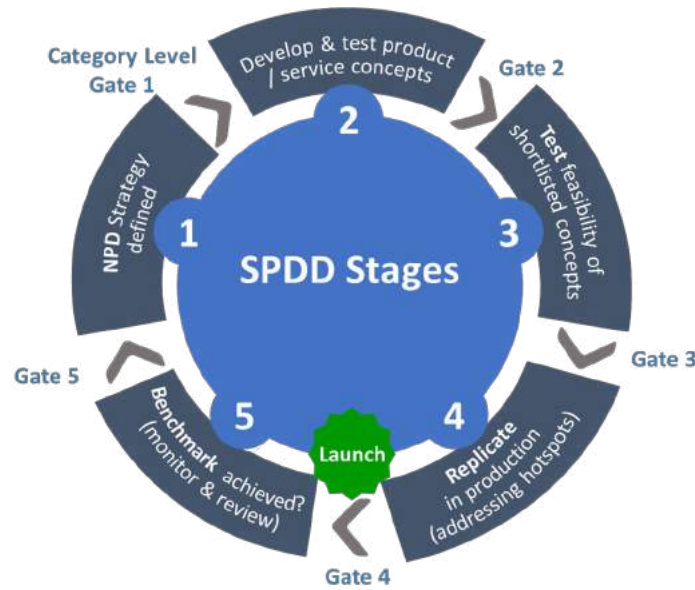 Category Level
Gate 1
Develop & test product
/ service concepts
Gate 2
2
NPD Strategy
defined
1
Test feasibility of
shortlisted concepts
3
SPDD Stages
Gate 5
Gate 3
Benchmark achieved?
(monitor & review)
5
Launch
4
Replicate
in production
(addressing hotspots)
Gate 4